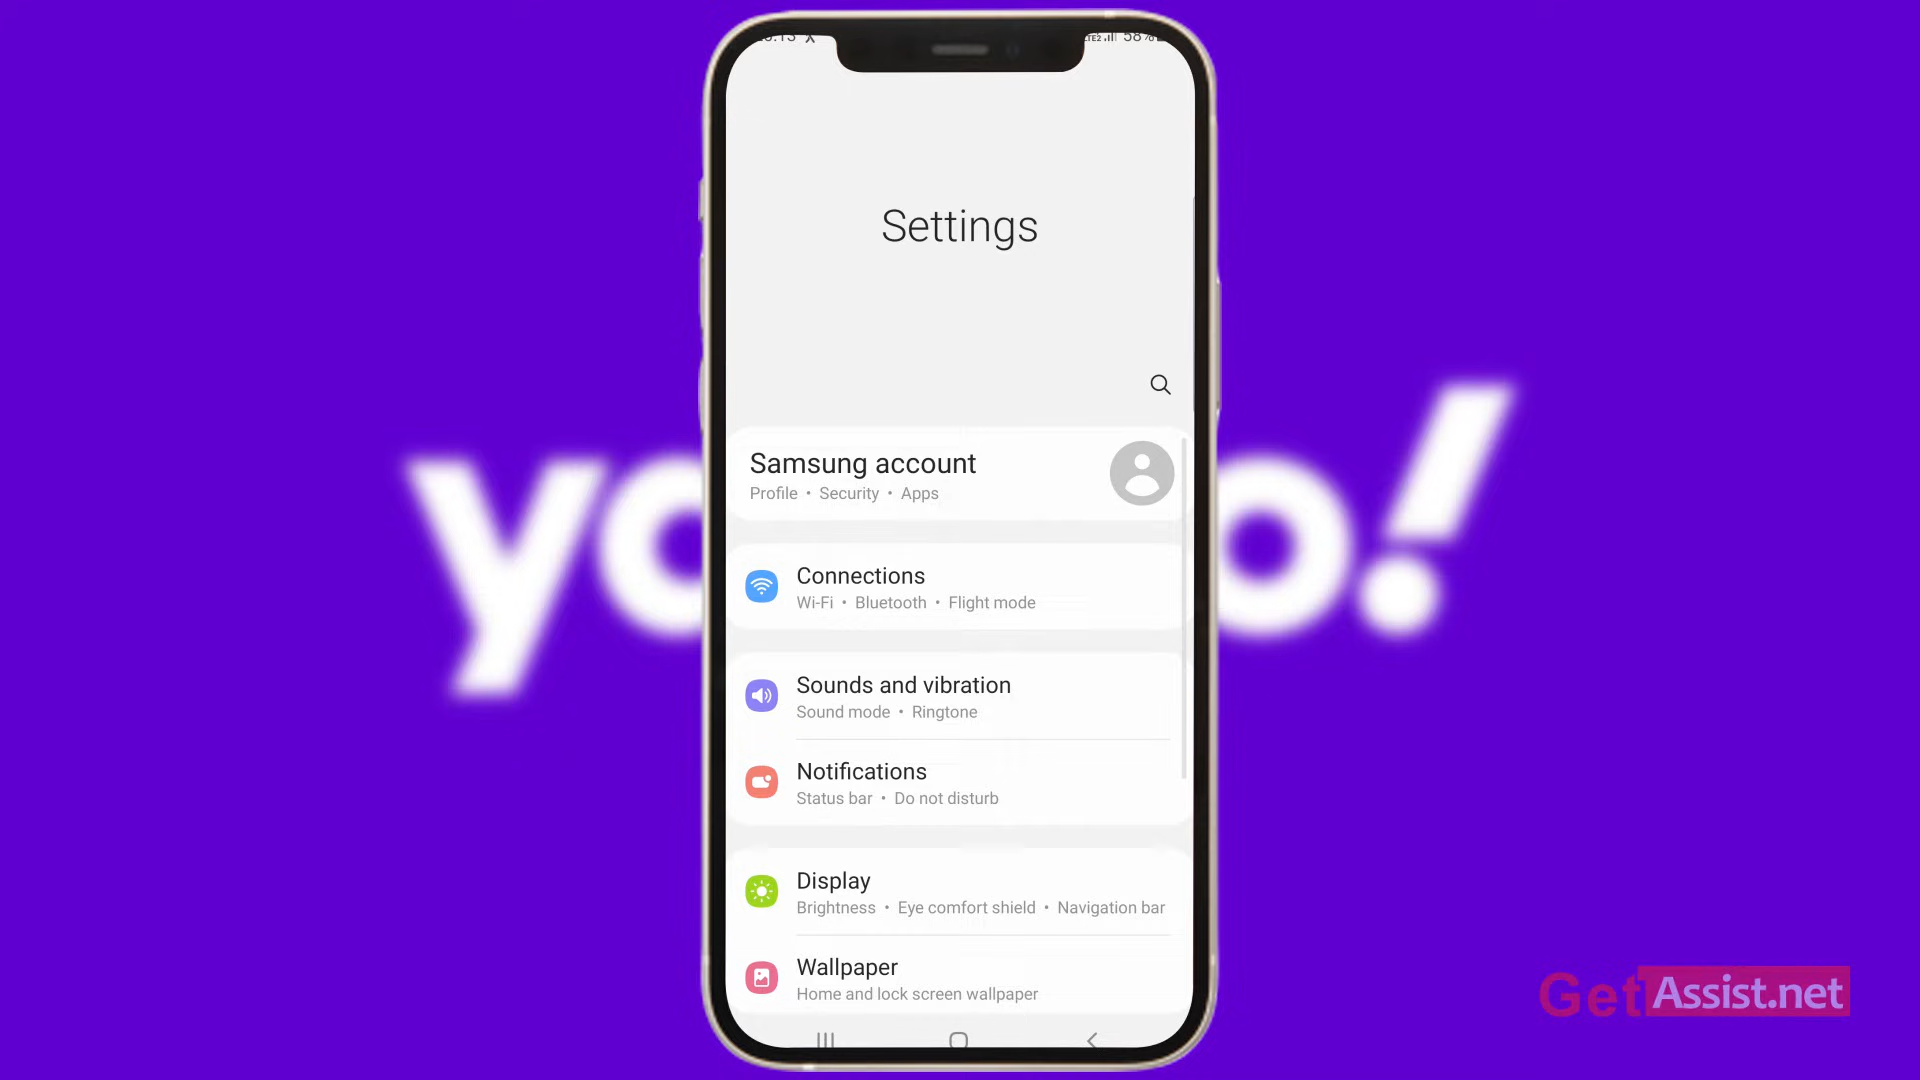 58%
Settings
Samsung account
Profile • Security • Apps
Connections
Wi-Fi • Bluetooth • Flight mode
Sounds and vibration
Sound mode • Ringtone
Notifications
Status bar • Do not disturb
Display
Brightness • Eye comfort shield • Navigation bar
Wallpaper
Home and lock screen wallpaper
GetAssist.net